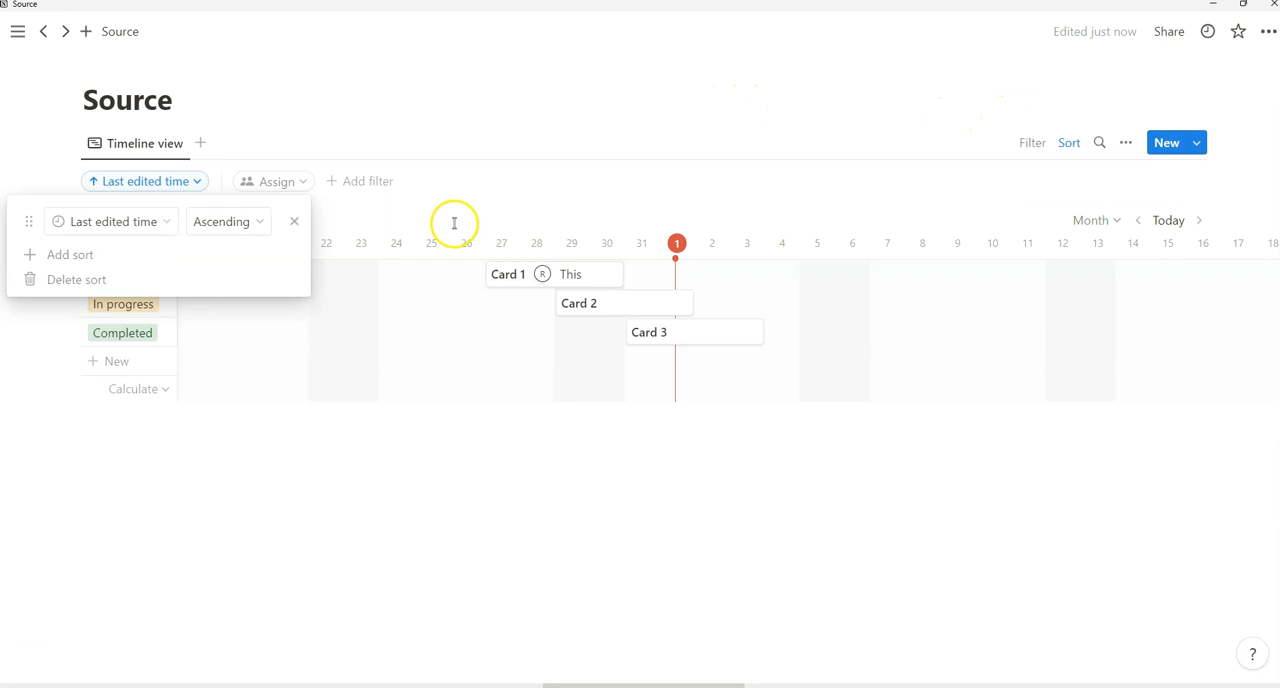 Source
Source
Edited just now Share
Source
Timeline view
Filter Sort New
Last edited time Assign Add filter
Last edited time Ascending
Month Today
22 23 24 25 26 27 28 29 30 31 1 2 3 4 5 6 7 8 9 10 11 12 13 14 15 16 17 18
Add sort
Card 1 R This
Delete sort
In progress Card 2
Completed Card 3
New
Calculate
?